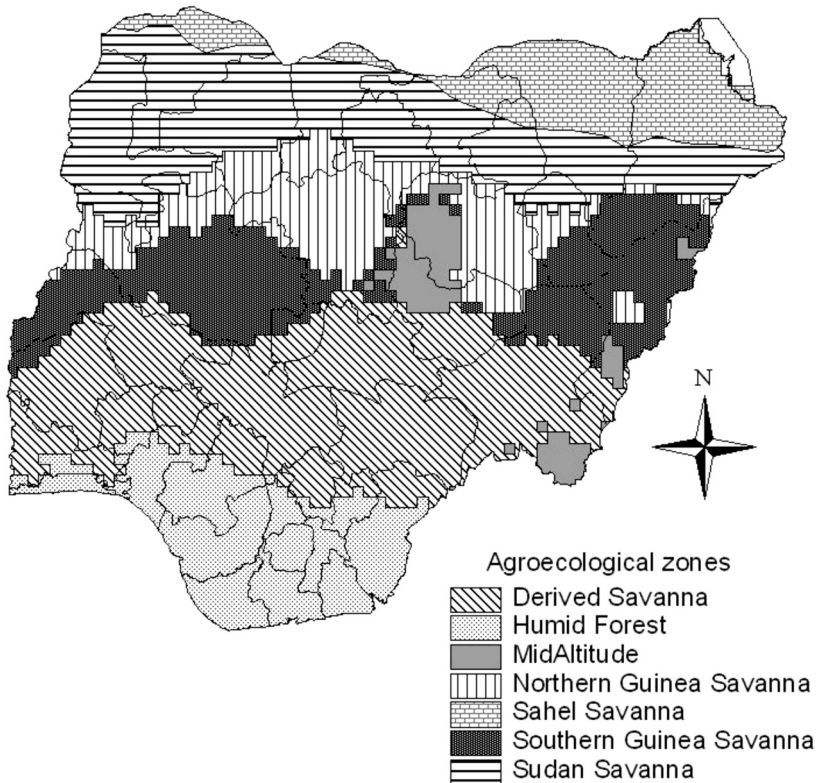 N
Agroecological zones
Derived Savanna
Humid Forest
MidAltitude
Northern Guinea Savanna
Sahel Savanna
Southern Guinea Savanna
Sudan Savanna